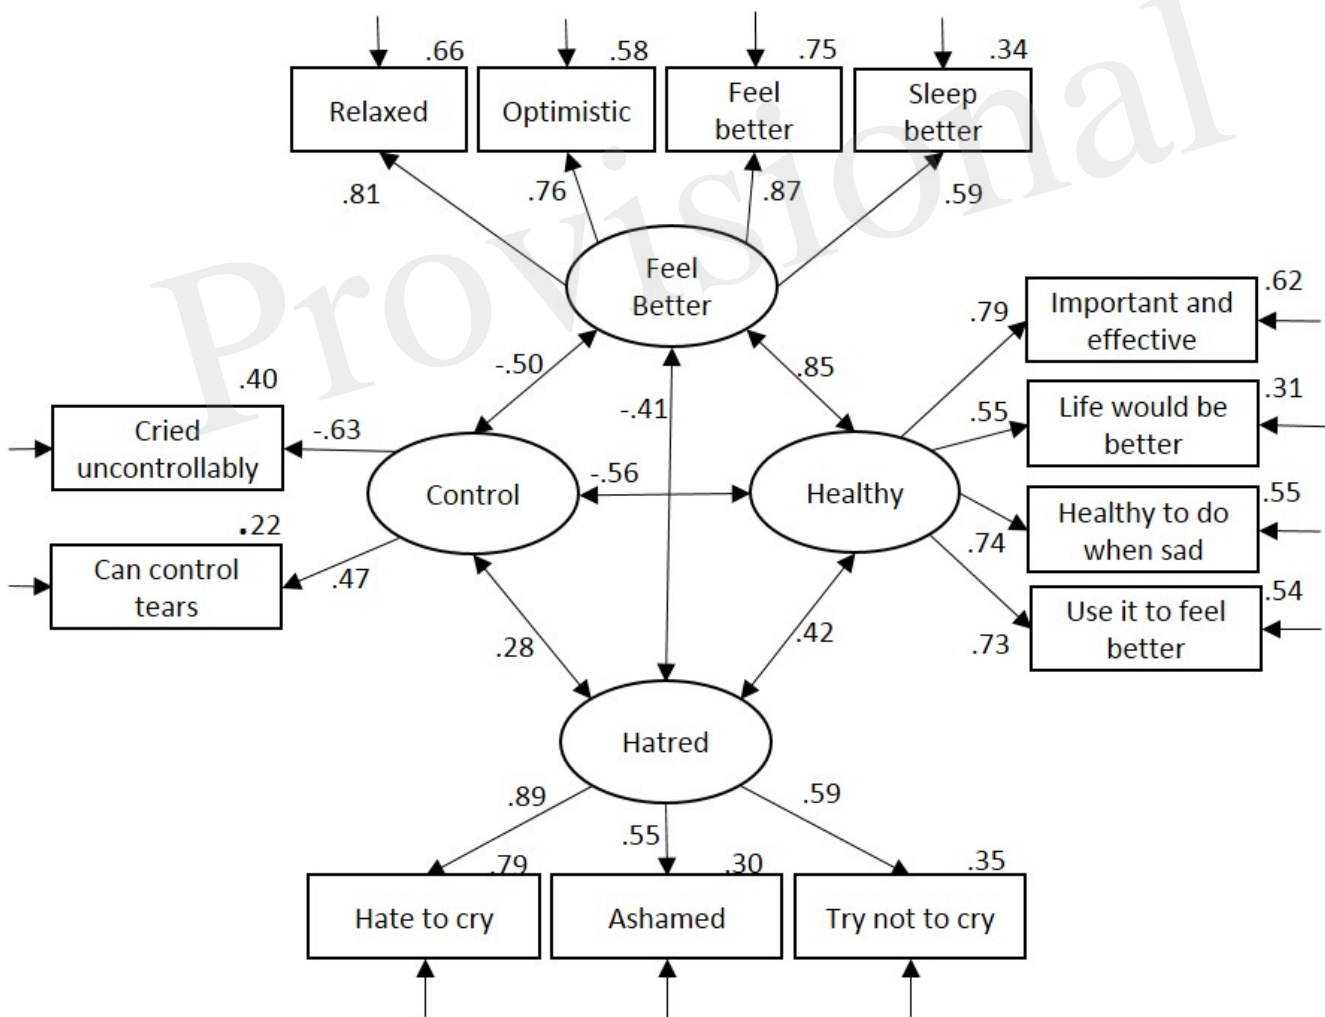 Provisional
.66
.58
.75
.34
Relaxed
Optimistic
Feel
better
Sleep
better
.81
.76
.87
.59
Feel
Better
.62
Important and
effective
.79
-.50
.85
.40
-.41
.31
Life would be
better
.55
Cried
uncontrollably
-.63
Control
-.56
Healthy
.55
Healthy to do
when sad
.74
.22
Can control
tears
.47
.54
Use it to feel
better
.73
.28
.42
Hatred
.89
.55
.59
.79
.30
.35
Hate to cry
Ashamed
Try not to cry